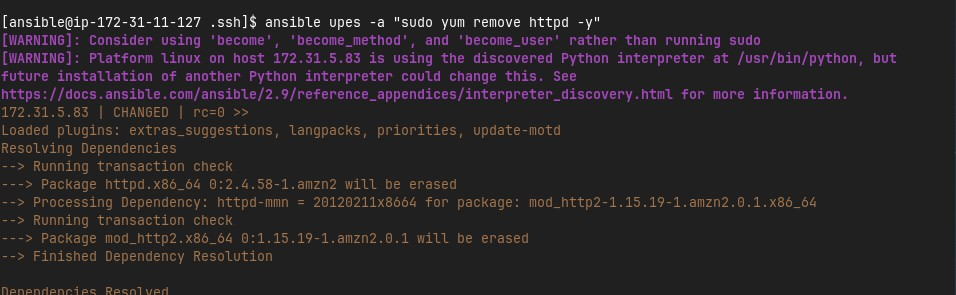 [ansible@ip-172-31-11-127 .ssh]$ ansible upes -a "sudo yum remove httpd -y"
[WARNING]: Consider using 'become', 'become_method', and 'become_user' rather than running sudo
[WARNING]: Platform linux on host 172.31.5.83 is using the discovered Python interpreter at /usr/bin/python, but
future installation of another Python interpreter could change this. See
https://docs.ansible.com/ansible/2.9/reference_appendices/interpreter_discovery.html for more information.
172.31.5.83 | CHANGED | rc=0 >>
Loaded plugins: extras_suggestions, langpacks, priorities, update-motd
Resolving Dependencies
--> Running transaction check
---> Package httpd.x86_64 0:2.4.58-1.amzn2 will be erased
--> Processing Dependency: httpd-mmn = 20120211x8664 for package: mod_http2-1.15.19-1.amzn2.0.1.x86_64
--> Running transaction check
---> Package mod_http2.x86_64 0:1.15.19-1.amzn2.0.1 will be erased
--> Finished Dependency Resolution
Dependencies Resolved